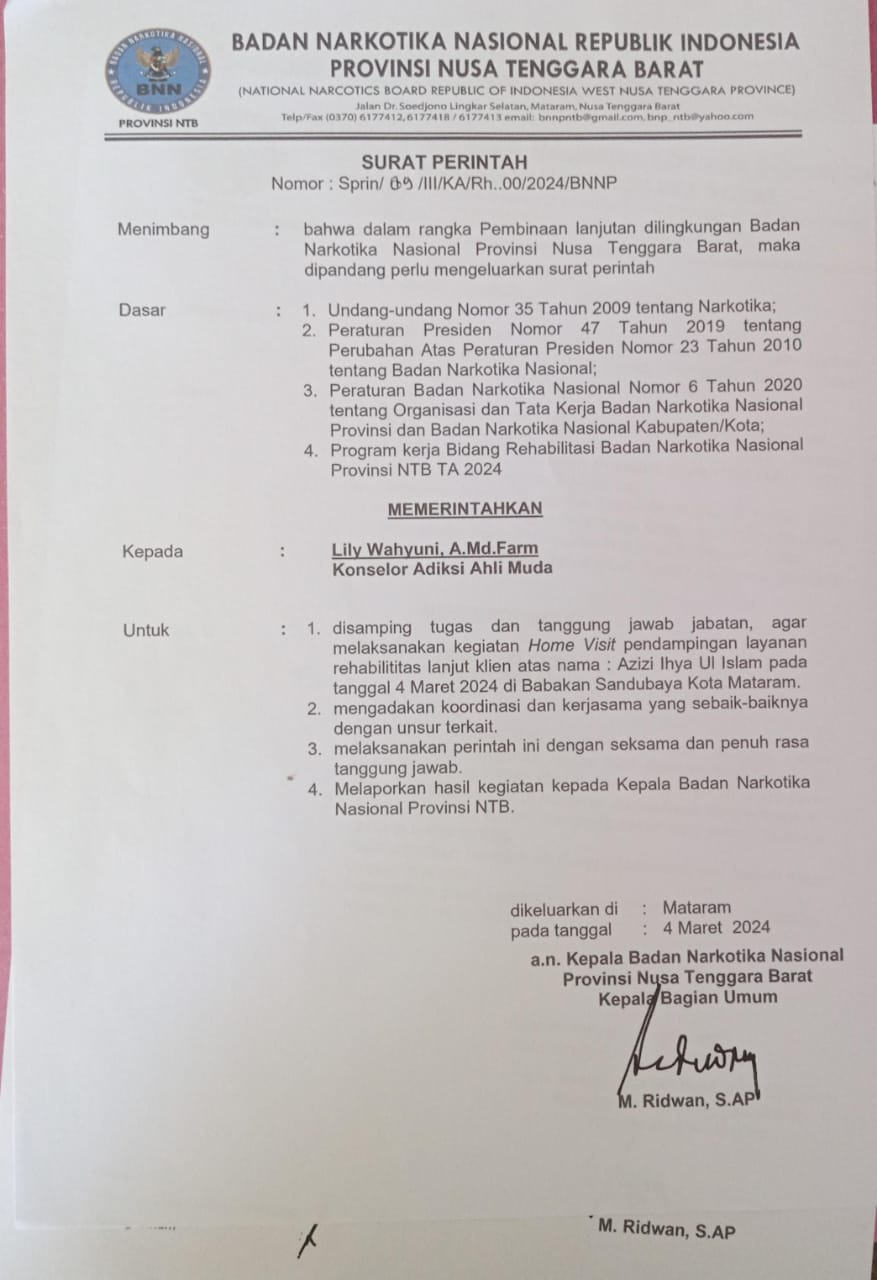 BADAN NARKOTIKA NASIONAL
BNN
REPUBLIK INDONESIA
PROVINSI NTB
BADAN NARKOTIKA NASIONAL REPUBLIK INDONESIA
PROVINSI NUSA TENGGARA BARAT
(NATIONAL NARCOTICS BOARD REPUBLIC OF INDONESIA WEST NUSA TENGGARA PROVINCE)
Jalan Dr. Soedjono Lingkar Selatan, Mataram, Nusa Tenggara Barat
Telp/Fax (0370) 6177412, 6177418 / 6177413 email: bnnpntb@gmail.com, bnp_ntb@yahoo.com
SURAT PERINTAH
Nomor : Sprin/ /III/KA/Rh..00/2024/BNNP
Menimbang : bahwa dalam rangka Pembinaan lanjutan dilingkungan Badan
Narkotika Nasional Provinsi Nusa Tenggara Barat, maka
dipandang perlu mengeluarkan surat perintah
Dasar : 1. Undang-undang Nomor 35 Tahun 2009 tentang Narkotika;
2. Peraturan Presiden Nomor 47 Tahun 2019 tentang
Perubahan Atas Peraturan Presiden Nomor 23 Tahun 2010
tentang Badan Narkotika Nasional;
3. Peraturan Badan Narkotika Nasional Nomor 6 Tahun 2020
tentang Organisasi dan Tata Kerja Badan Narkotika Nasional
Provinsi dan Badan Narkotika Nasional Kabupaten/Kota;
4. Program kerja Bidang Rehabilitasi Badan Narkotika Nasional
Provinsi NTB TA 2024
MEMERINTAHKAN
Kepada : Lily Wahyuni, A.Md.Farm
Konselor Adiksi Ahli Muda
Untuk : 1. disamping tugas dan tanggung jawab jabatan, agar
melaksanakan kegiatan Home Visit pendampingan layanan
rehabilititas lanjut klien atas nama : Azizi Ihya Ul Islam pada
tanggal 4 Maret 2024 di Babakan Sandubaya Kota Mataram.
2. mengadakan koordinasi dan kerjasama yang sebaik-baiknya
dengan unsur terkait.
3. melaksanakan perintah ini dengan seksama dan penuh rasa
tanggung jawab.
4. Melaporkan hasil kegiatan kepada Kepala Badan Narkotika
Nasional Provinsi NTB.
dikeluarkan di : Mataram
pada tanggal : 4 Maret 2024
a.n. Kepala Badan Narkotika Nasional
Provinsi Nusa Tenggara Barat
Kepala Bagian Umum
M. Ridwan, S.AP
M. Ridwan, S.AP